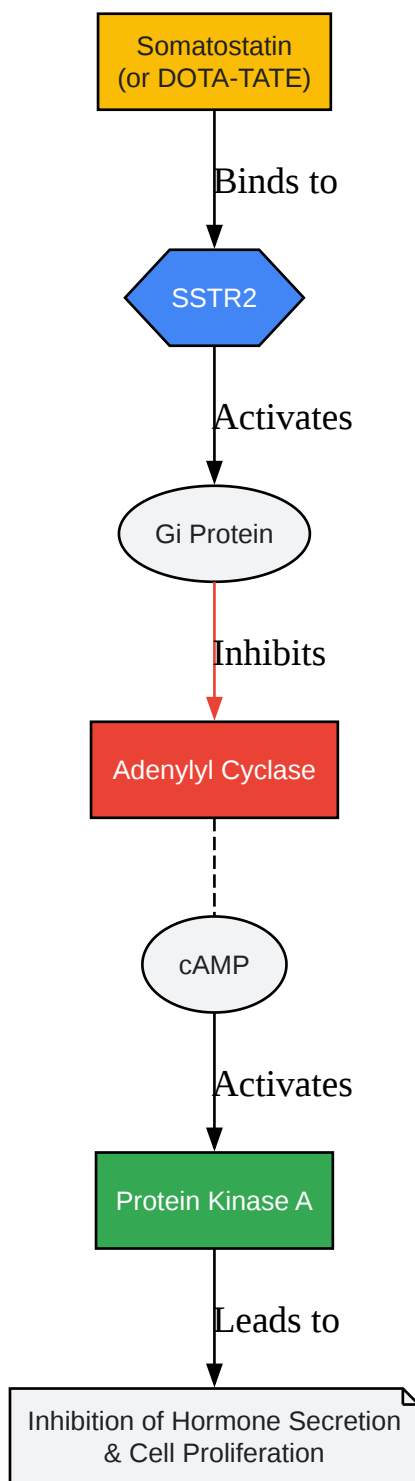 Somatostatin
(or DOTA-TATE)
Binds to
SSTR2
Activates
Gi Protein
Inhibits
Adenylyl Cyclase
cAMP
Activates
Protein Kinase A
Leads to
Inhibition of Hormone Secretion
& Cell Proliferation